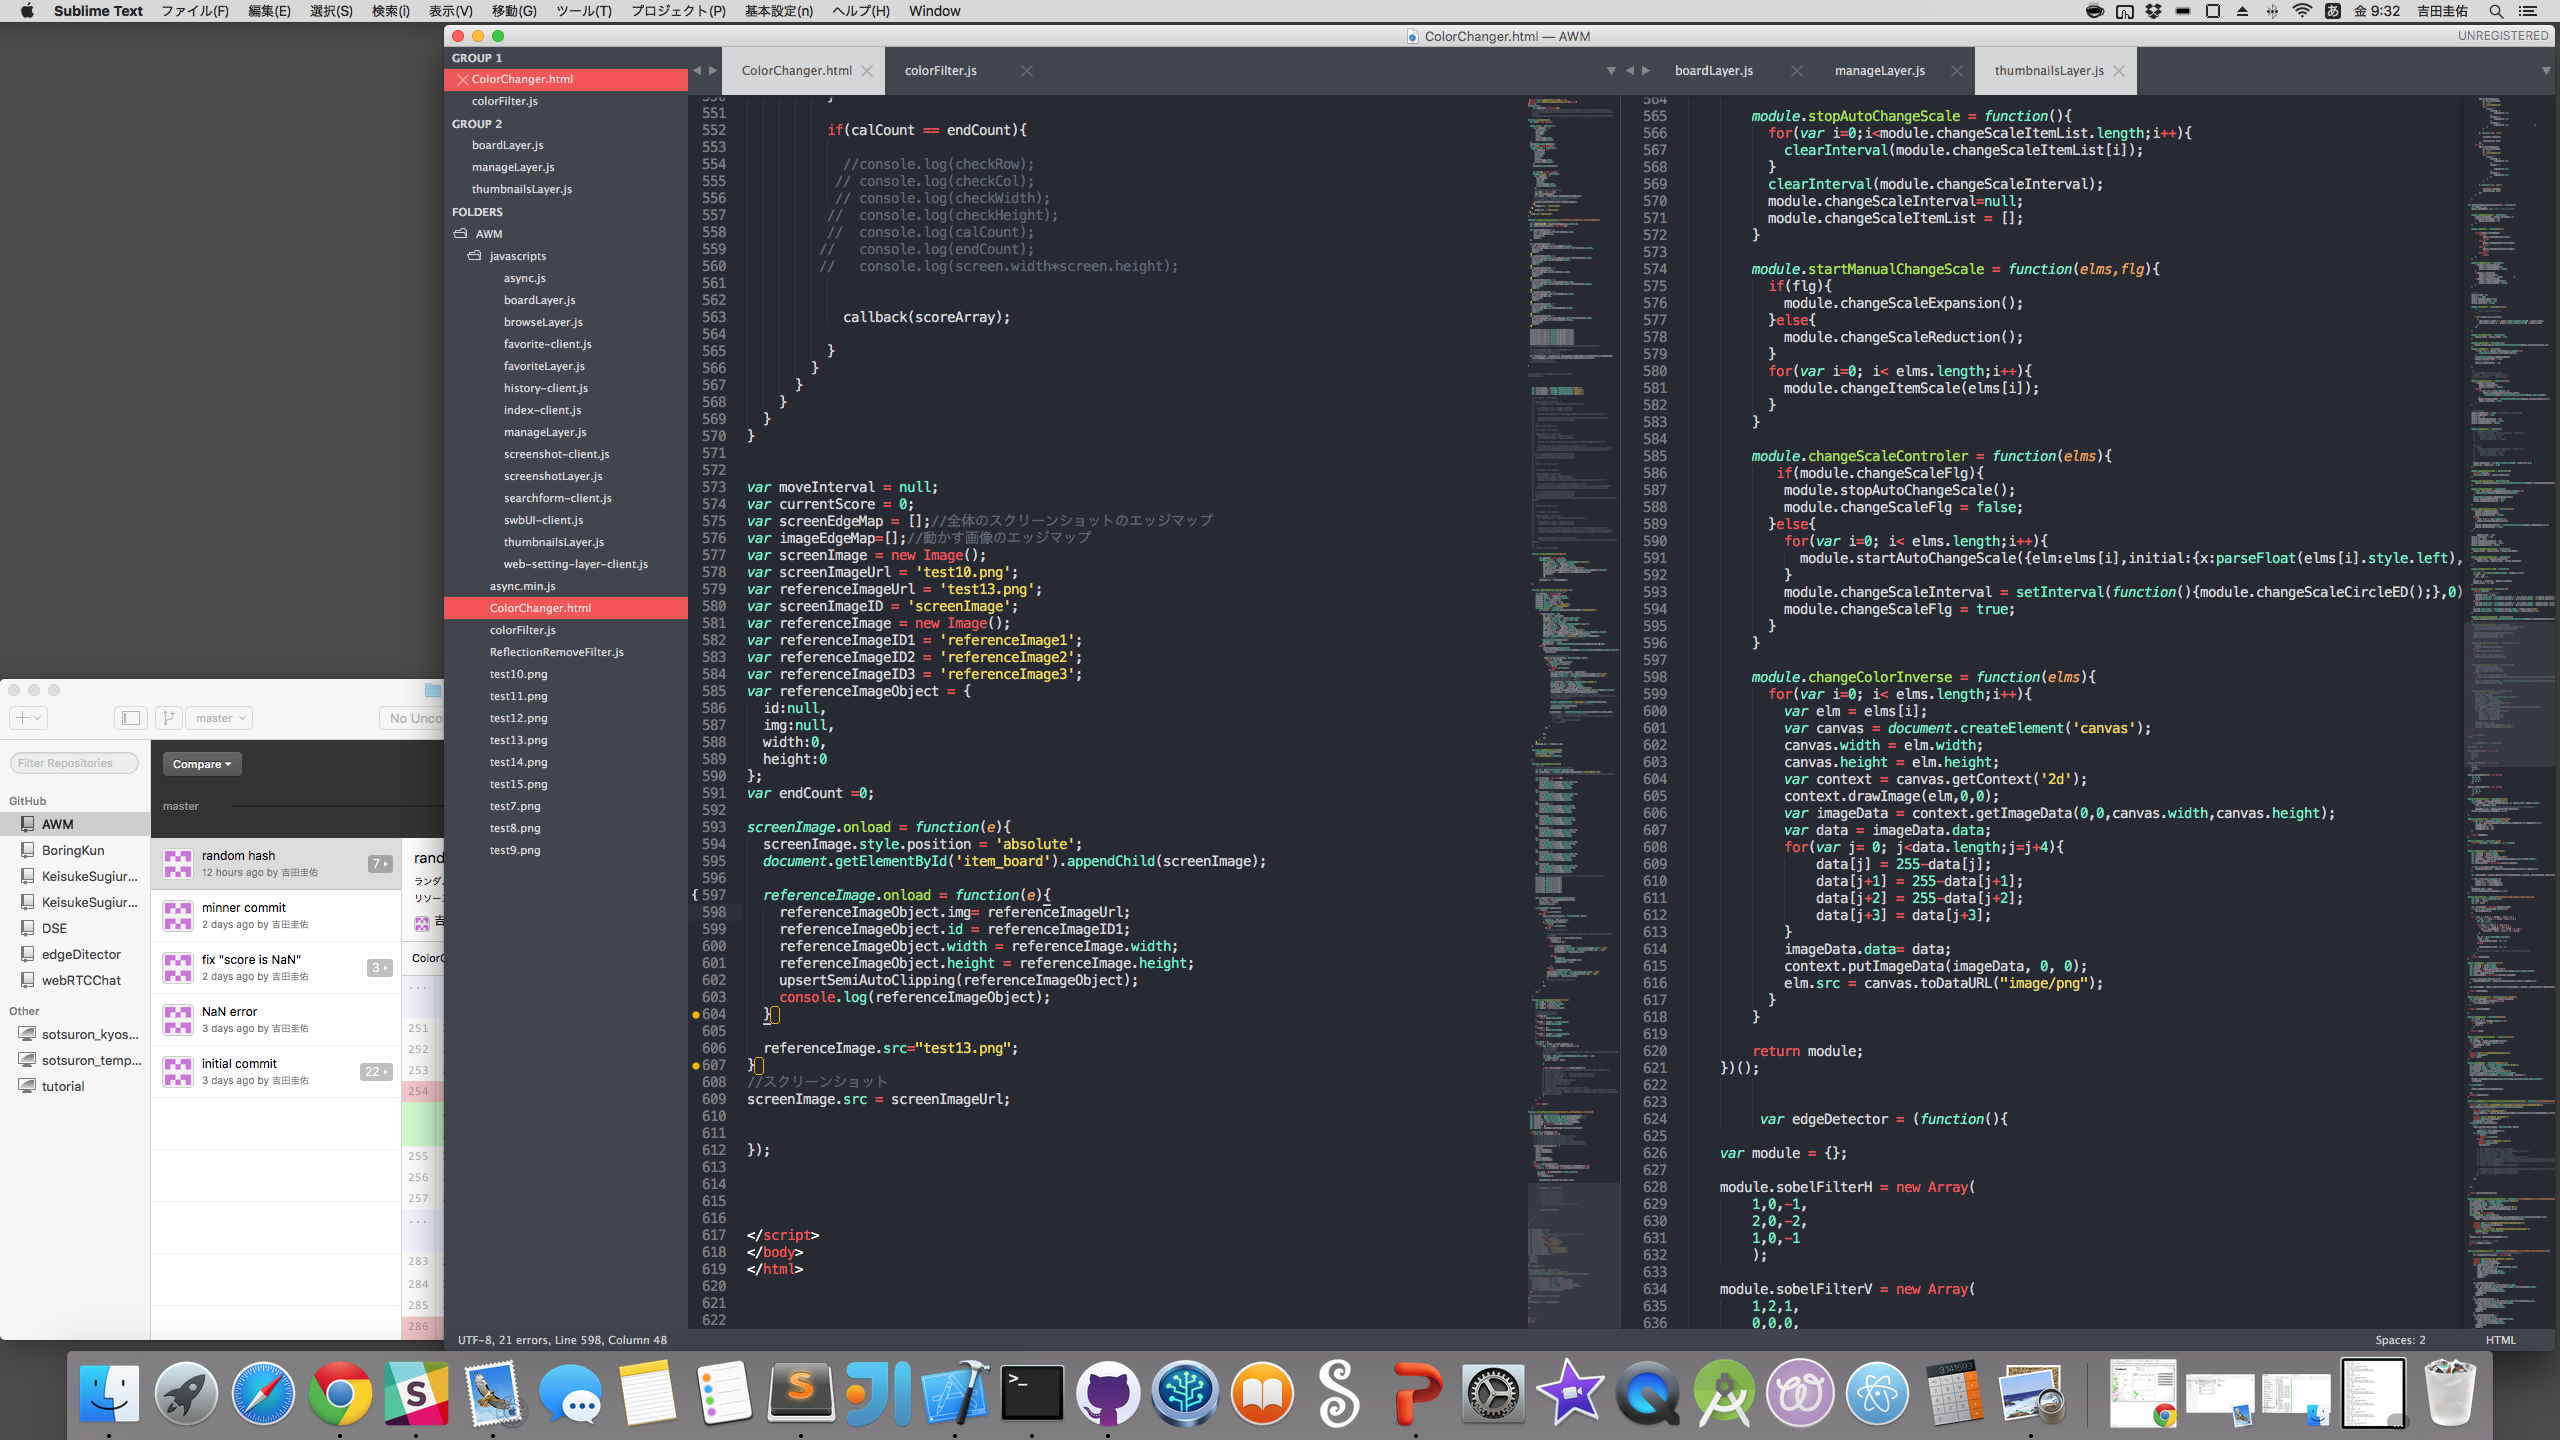 Sublime Text ファイル(F) 編集(E) 選択(S) 検索(i) 表示(V) 移動(G) ツール(T) プロジェクト(P) 基本設定(n) ヘルプ(H) Window
あ 金 9:32 吉田圭佑
ColorChanger.html — AWM
UNREGISTERED
GROUP 1
ColorChanger.html
colorFilter.js
GROUP 2
boardLayer.js
manageLayer.js
thumbnailsLayer.js
FOLDERS
AWM
javascripts
async.js
boardLayer.js
browseLayer.js
favorite-client.js
favoriteLayer.js
history-client.js
index-client.js
manageLayer.js
screenshot-client.js
screenshotLayer.js
searchform-client.js
swbUI-client.js
thumbnailsLayer.js
web-setting-layer-client.js
async.min.js
ColorChanger.html
colorFilter.js
ReflectionRemoveFilter.js
test10.png
test11.png
test12.png
test13.png
test14.png
test15.png
test7.png
test8.png
test9.png
ColorChanger.html colorFilter.js
551
552 if(calCount == endCount){
553
554 //console.log(checkRow);
555 // console.log(checkCol);
556 // console.log(checkWidth);
557 //  console.log(checkHeight);
558 //  console.log(calCount);
559 //   console.log(endCount);
560 //   console.log(screen.width*screen.height);
561
562
563 callback(scoreArray);
564
565 }
566 }
567 }
568 }
569 }
570 }
571
572
573 var moveInterval = null;
574 var currentScore = 0;
575 var screenEdgeMap = [];//全体のスクリーンショットのエッジマップ
576 var imageEdgeMap=[];//動かす画像のエッジマップ
577 var screenImage = new Image();
578 var screenImageUrl = 'test10.png';
579 var referenceImageUrl = 'test13.png';
580 var screenImageID = 'screenImage';
581 var referenceImage = new Image();
582 var referenceImageID1 = 'referenceImage1';
583 var referenceImageID2 = 'referenceImage2';
584 var referenceImageID3 = 'referenceImage3';
585 var referenceImageObject = {
586 id:null,
587 img:null,
588 width:0,
589 height:0
590 };
591 var endCount =0;
592
593 screenImage.onload = function(e){
594 screenImage.style.position = 'absolute';
595 document.getElementById('item_board').appendChild(screenImage);
596
{ 597 referenceImage.onload = function(e){
598 referenceImageObject.img= referenceImageUrl;
599 referenceImageObject.id = referenceImageID1;
600 referenceImageObject.width = referenceImage.width;
601 referenceImageObject.height = referenceImage.height;
602 upsertSemiAutoClipping(referenceImageObject);
603 console.log(referenceImageObject);
604 }
605
606 referenceImage.src="test13.png";
607 }
608 //スクリーンショット
609 screenImage.src = screenImageUrl;
610
611
612 });
613
614
615
616
617 </script>
618 </body>
619 </html>
620
621
622
boardLayer.js manageLayer.js thumbnailsLayer.js
564
565 module.stopAutoChangeScale = function(){
566 for(var i=0;i<module.changeScaleItemList.length;i++){
567 clearInterval(module.changeScaleItemList[i]);
568 }
569 clearInterval(module.changeScaleInterval);
570 module.changeScaleInterval=null;
571 module.changeScaleItemList = [];
572 }
573
574 module.startManualChangeScale = function(elms,flg){
575 if(flg){
576 module.changeScaleExpansion();
577 }else{
578 module.changeScaleReduction();
579 }
580 for(var i=0; i< elms.length;i++){
581 module.changeItemScale(elms[i]);
582 }
583 }
584
585 module.changeScaleControler = function(elms){
586 if(module.changeScaleFlg){
587 module.stopAutoChangeScale();
588 module.changeScaleFlg = false;
589 }else{
590 for(var i=0; i< elms.length;i++){
591 module.startAutoChangeScale({elm:elms[i],initial:{x:parseFloat(elms[i].style.left),
592 }
593 module.changeScaleInterval = setInterval(function(){module.changeScaleCircleED();},0)
594 module.changeScaleFlg = true;
595 }
596 }
597
598 module.changeColorInverse = function(elms){
599 for(var i=0; i< elms.length;i++){
600 var elm = elms[i];
601 var canvas = document.createElement('canvas');
602 canvas.width = elm.width;
603 canvas.height = elm.height;
604 var context = canvas.getContext('2d');
605 context.drawImage(elm,0,0);
606 var imageData = context.getImageData(0,0,canvas.width,canvas.height);
607 var data = imageData.data;
608 for(var j= 0; j<data.length;j=j+4){
609 data[j] = 255-data[j];
610 data[j+1] = 255-data[j+1];
611 data[j+2] = 255-data[j+2];
612 data[j+3] = data[j+3];
613 }
614 imageData.data= data;
615 context.putImageData(imageData, 0, 0);
616 elm.src = canvas.toDataURL("image/png");
617 }
618 }
619
620 return module;
621 })();
622
623
624 var edgeDetector = (function(){
625
626 var module = {};
627
628 module.sobelFilterH = new Array(
629 1,0,-1,
630 2,0,-2,
631 1,0,-1
632 );
633
634 module.sobelFilterV = new Array(
635 1,2,1,
636 0,0,0,
UTF-8, 21 errors, Line 598, Column 48
Spaces: 2 HTML
master No Unco
Filter Repositories
Compare
master
GitHub
AWM
BoringKun
KeisukeSugiur...
KeisukeSugiur...
DSE
edgeDitector
webRTCChat
Other
sotsuron_kyos...
sotsuron_temp...
tutorial
random hash 7
12 hours ago by 吉田圭佑
minner commit
2 days ago by 吉田圭佑
fix "score is NaN" 3
2 days ago by 吉田圭佑
NaN error
3 days ago by 吉田圭佑
initial commit 22
3 days ago by 吉田圭佑
rand
ランダム
リソー
吉
ColorC
...
251
252
253
254
255
256
257
...
283
284
285
286
3.141593